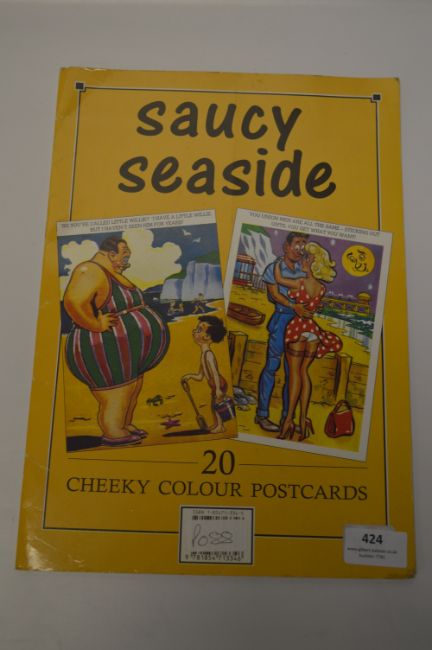 saucy
seaside
SO YOU'VE CALLED LITTLE WILLIE? I HAVE A LITTLE WILLIE,
BUT I HAVEN'T SEEN HIM FOR YEARS!
YOU UNION MEN ARE ALL THE SAME - STICKING OUT
UNTIL YOU GET WHAT YOU WANT!
20
CHEEKY COLOUR POSTCARDS
424